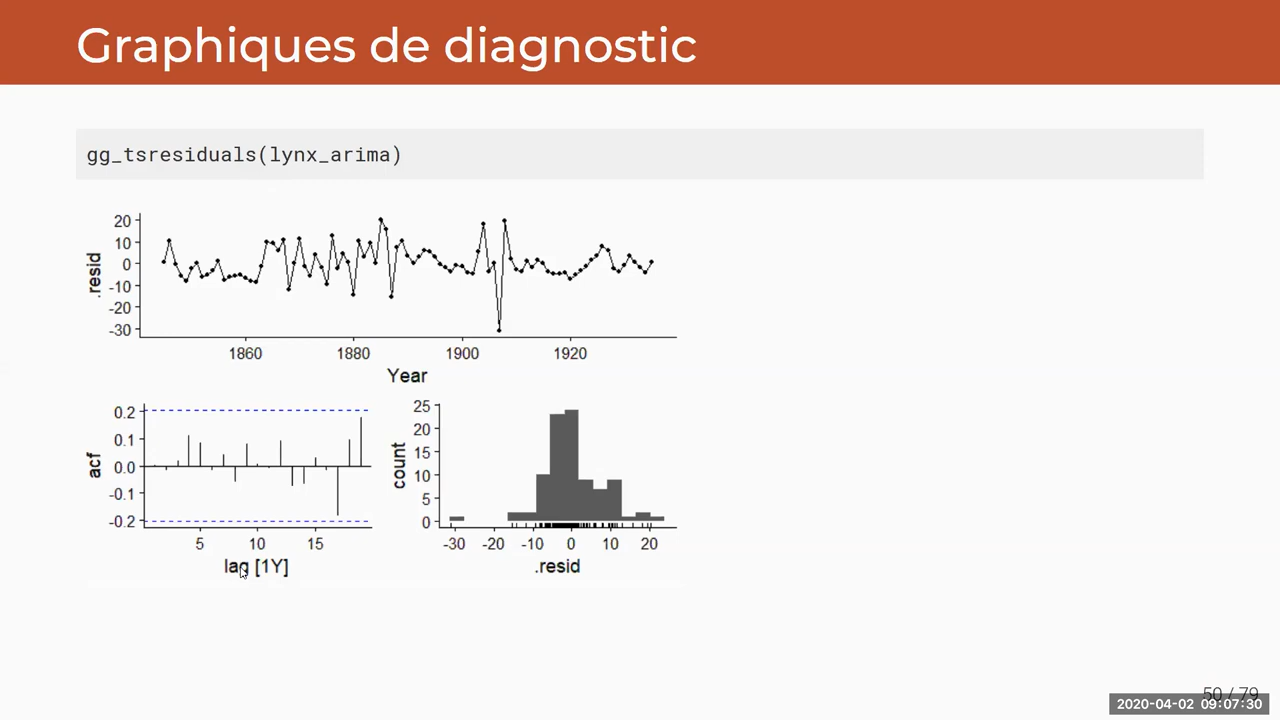 Graphiques de diagnostic
gg_tsresiduals(lynx_arima)
20
10
0
-10
-20
-30
.resid
1860 1880 1900 1920
Year
0.2
0.1
0.0
-0.1
-0.2
acf
5 10 15
lag [1Y]
25
20
15
10
5
0
count
-30 -20 -10 0 10 20
.resid
50 / 79
2020-04-02 09:07:30